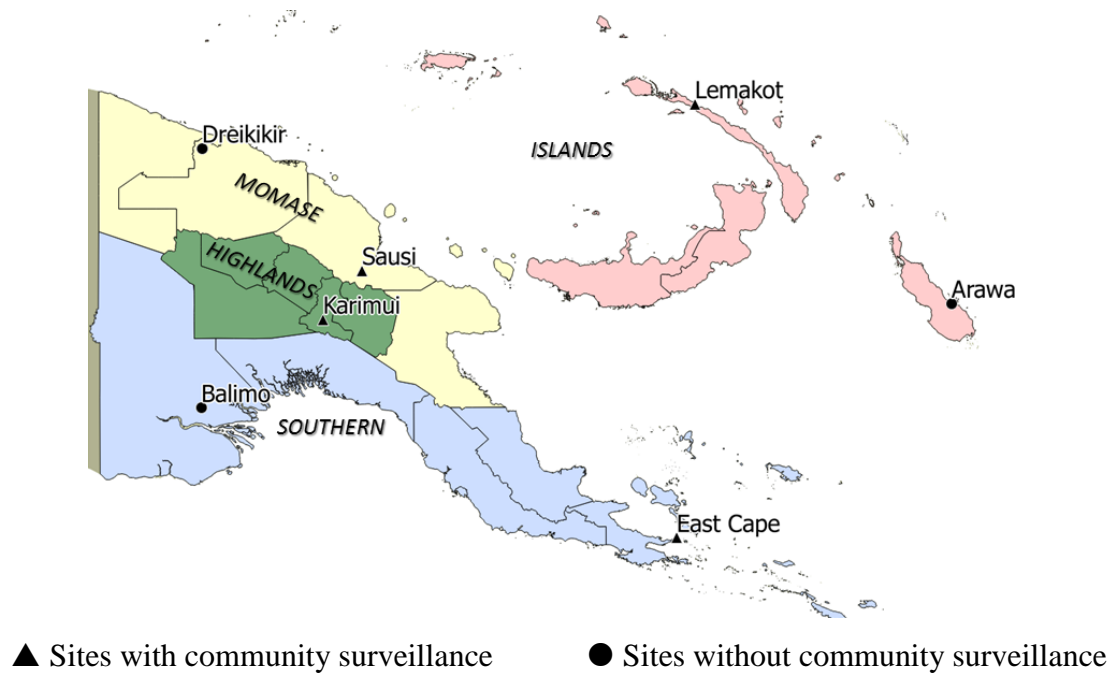 Lemakot
Dreikikir
ISLANDS
MOMASE
HIGHLANDS
Sausi
Arawa
Karimui
Balimo
SOUTHERN
East Cape
Sites with community surveillance
Sites without community surveillance